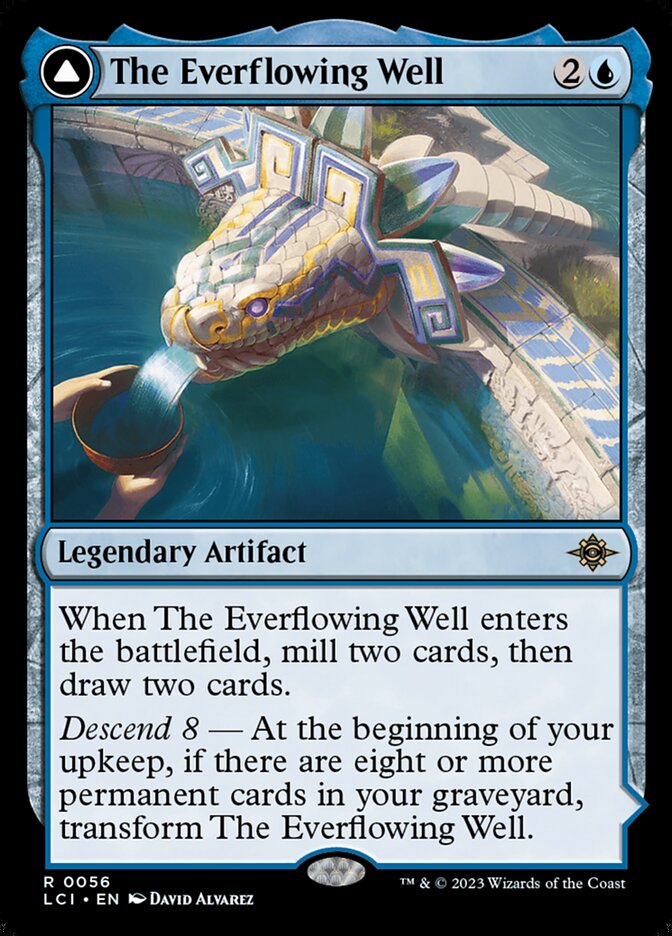 The Everflowing Well 2
Legendary Artifact
When The Everflowing Well enters
the battlefield, mill two cards, then
draw two cards.
Descend 8 — At the beginning of your
upkeep, if there are eight or more
permanent cards in your graveyard,
transform The Everflowing Well.
R 0056
LCI • EN David Alvarez
™ & © 2023 Wizards of the Coast